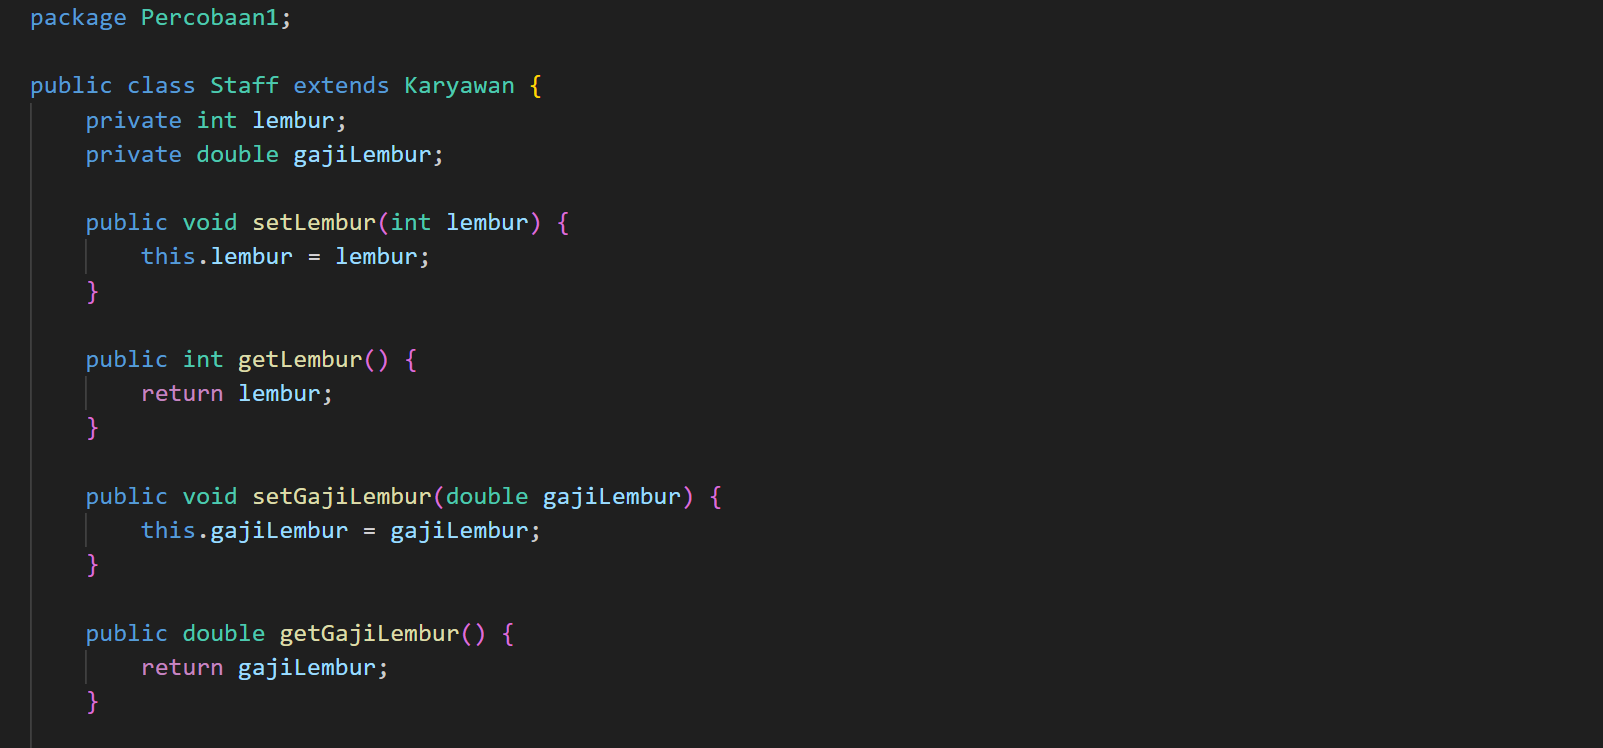 package Percobaan1;
public class Staff extends Karyawan {
    private int lembur;
    private double gajiLembur;
    public void setLembur(int lembur) {
        this.lembur = lembur;
    }
    public int getLembur() {
        return lembur;
    }
    public void setGajiLembur(double gajiLembur) {
        this.gajiLembur = gajiLembur;
    }
    public double getGajiLembur() {
        return gajiLembur;
    }